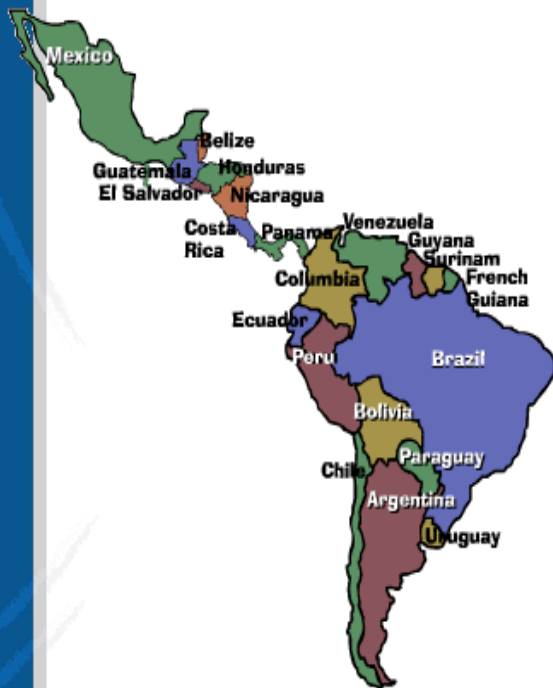 Mexico
Belize
Guatemala
Honduras
El Salvador
Nicaragua
Costa
Rica
Panama
Venezuela
Guyana
Surinam
French
Guiana
Columbia
Ecuador
Peru
Brazil
Bolivia
Paraguay
Chile
Argentina
Uruguay